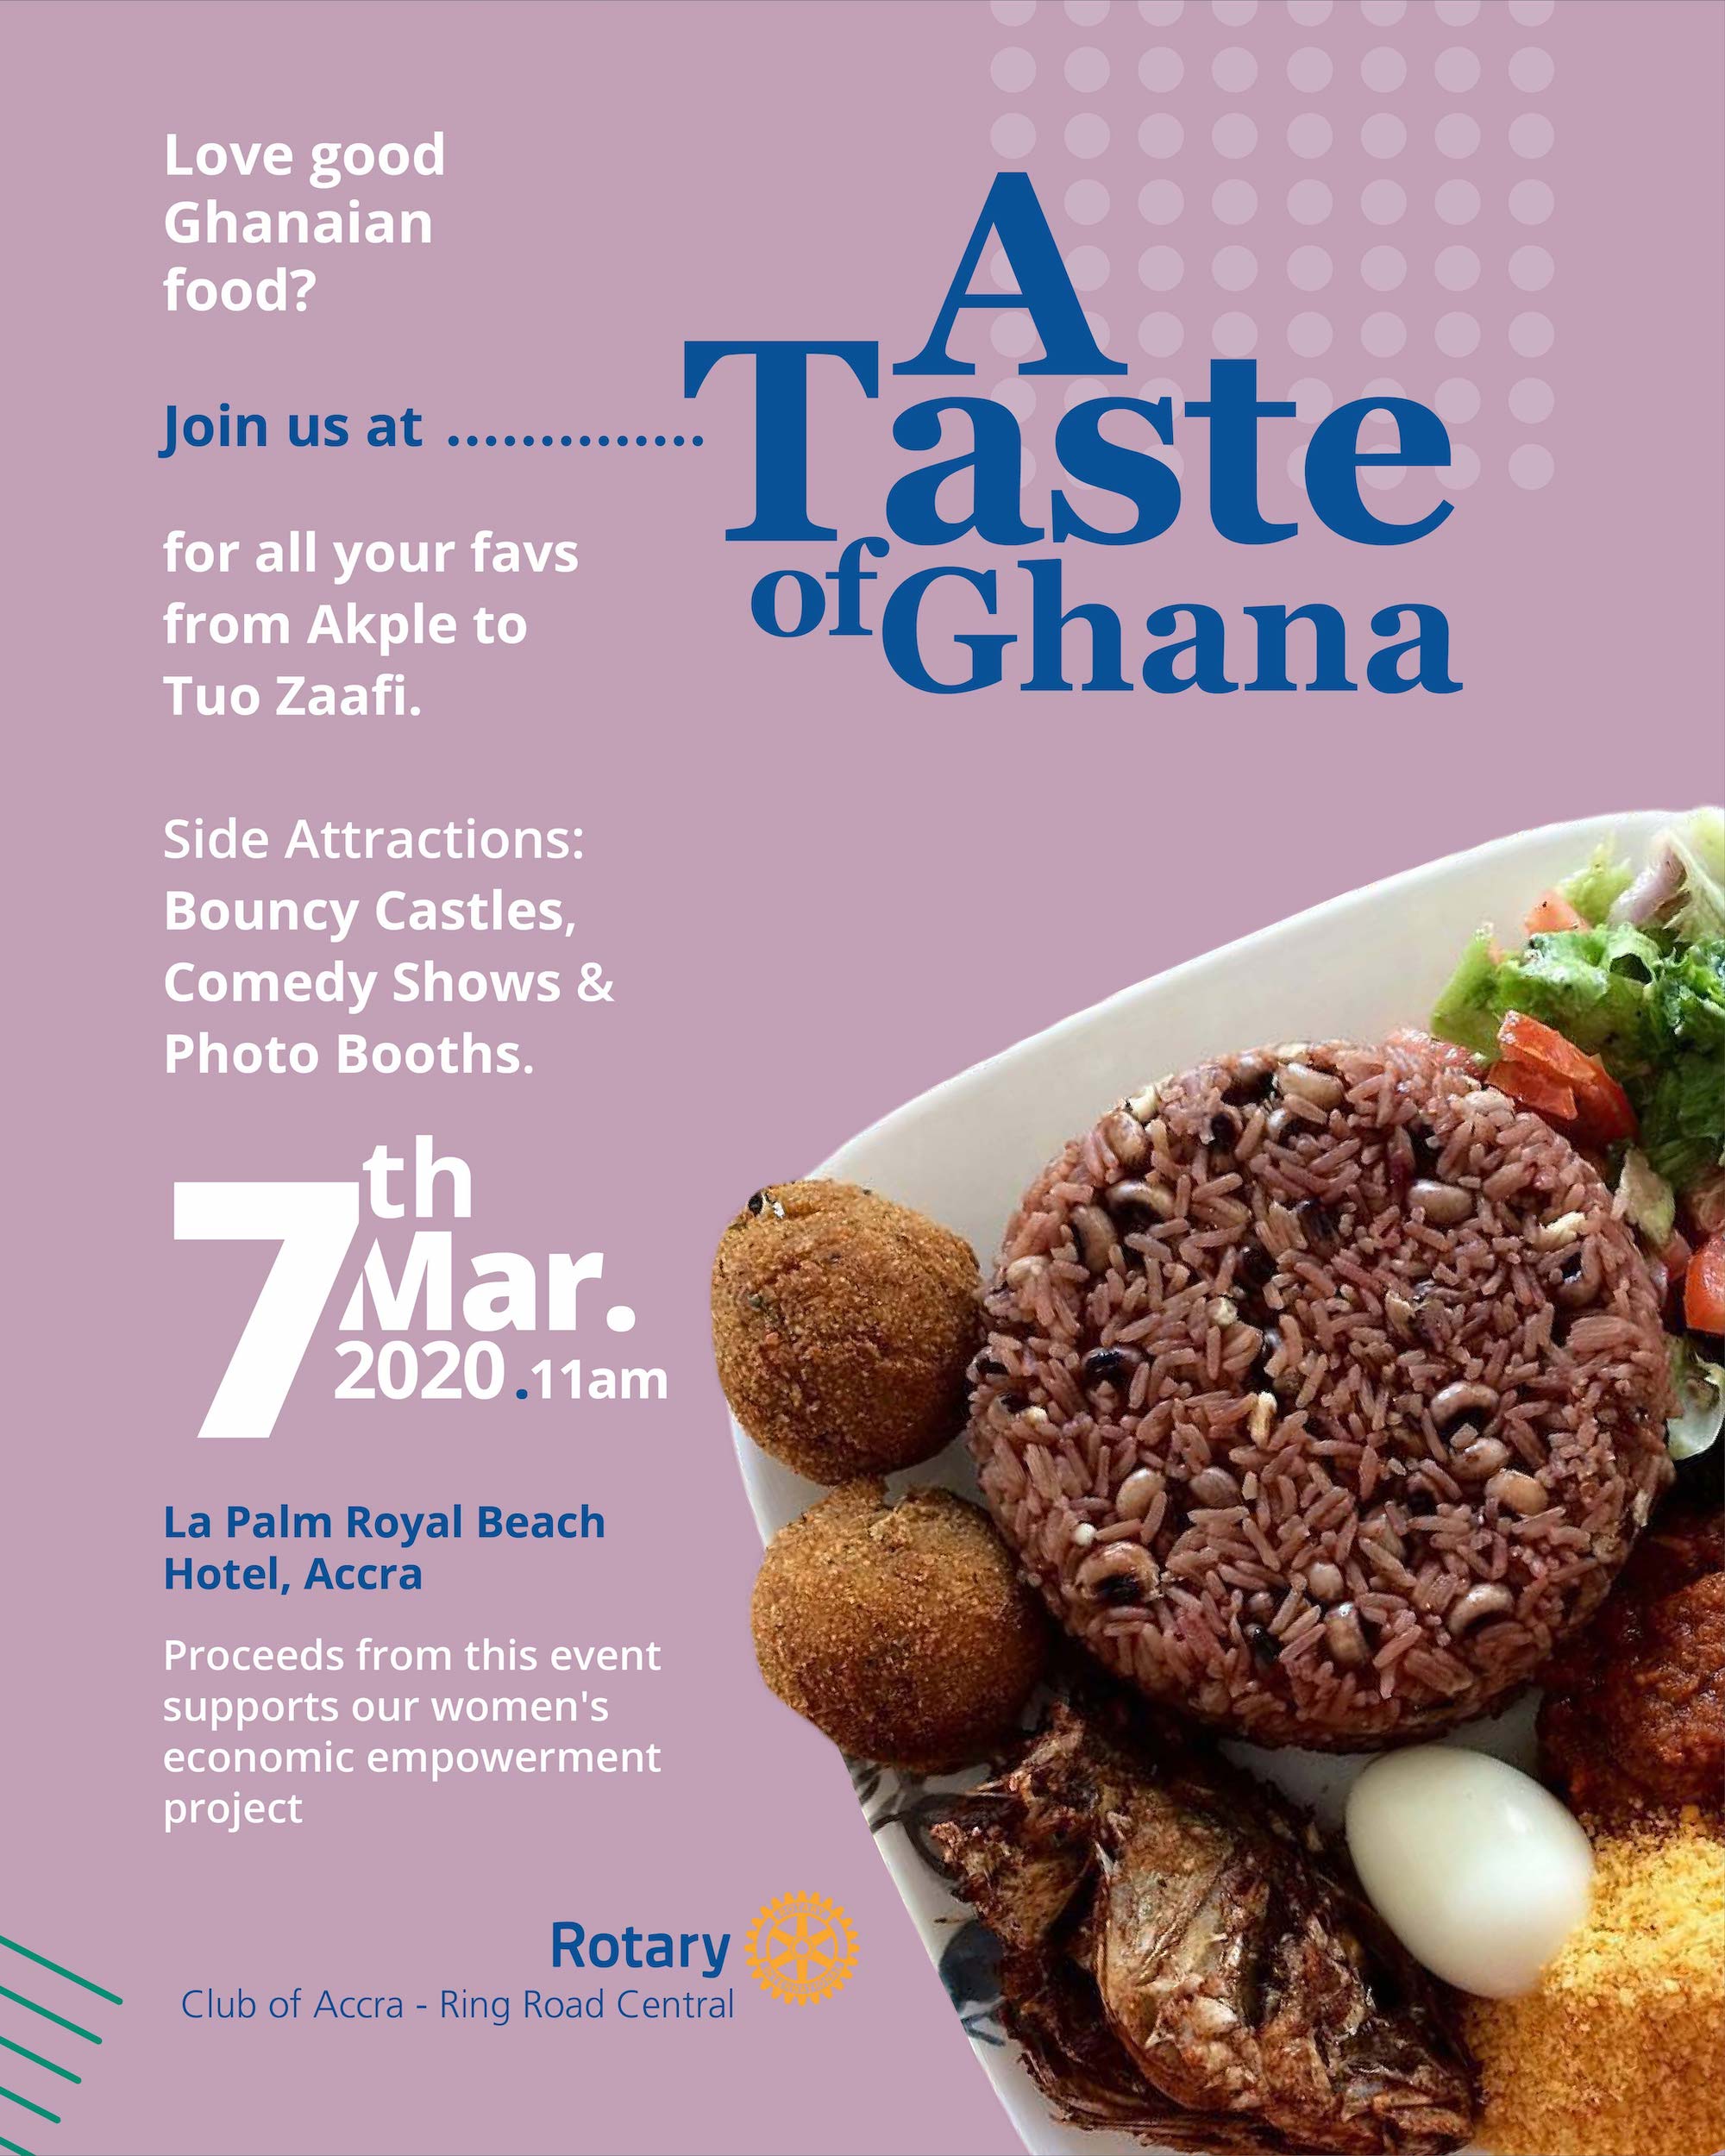 Love good
Ghanaian
food?
Join us at ..............
A
Taste
of Ghana
for all your favs
from Akple to
Tuo Zaafi.
Side Attractions:
Bouncy Castles,
Comedy Shows &
Photo Booths.
7th
Mar.
2020 .11am
La Palm Royal Beach
Hotel, Accra
Proceeds from this event
supports our women's
economic empowerment
project
Rotary
Club of Accra - Ring Road Central